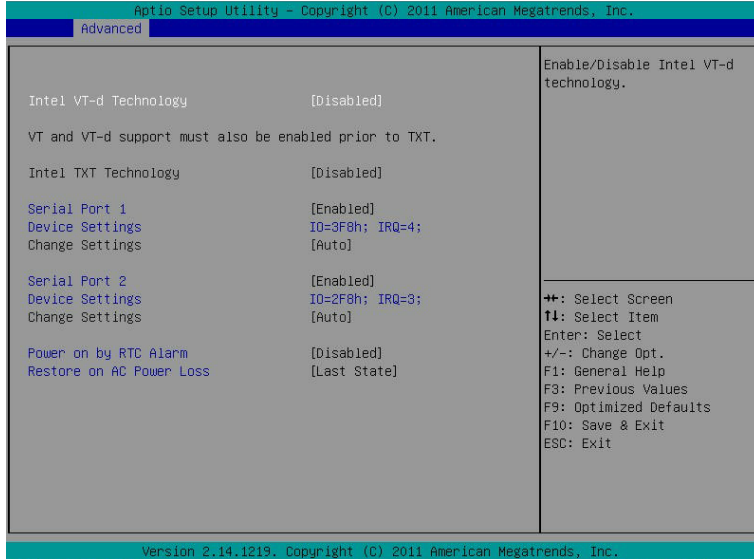 Aptio Setup Utility - Copyright (C) 2011 American Megatrends, Inc.
Advanced
Intel VT-d Technology [Disabled]
VT and VT-d support must also be enabled prior to TXT.
Intel TXT Technology [Disabled]
Serial Port 1 [Enabled]
Device Settings IO=3F8h; IRQ=4;
Change Settings [Auto]
Serial Port 2 [Enabled]
Device Settings IO=2F8h; IRQ=3;
Change Settings [Auto]
Power on by RTC Alarm [Disabled]
Restore on AC Power Loss [Last State]
Enable/Disable Intel VT-d
technology.
→←: Select Screen
↑↓: Select Item
Enter: Select
+/-: Change Opt.
F1: General Help
F3: Previous Values
F9: Optimized Defaults
F10: Save & Exit
ESC: Exit
Version 2.14.1219. Copyright (C) 2011 American Megatrends, Inc.